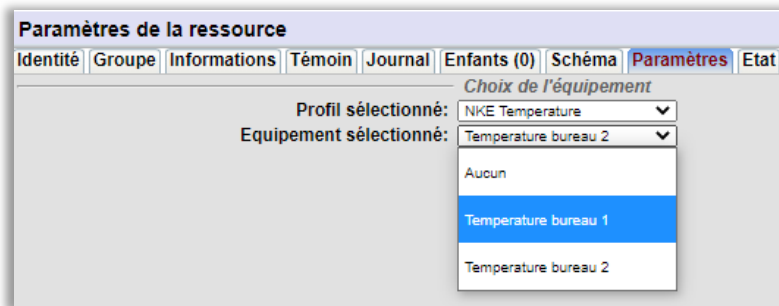 Paramètres de la ressource
Identité Groupe Informations Témoin Journal Enfants (0) Schéma Paramètres Etat
Choix de l'équipement
Profil sélectionné: NKE Temperature
Equipement sélectionné: Temperature bureau 2
Aucun
Temperature bureau 1
Temperature bureau 2